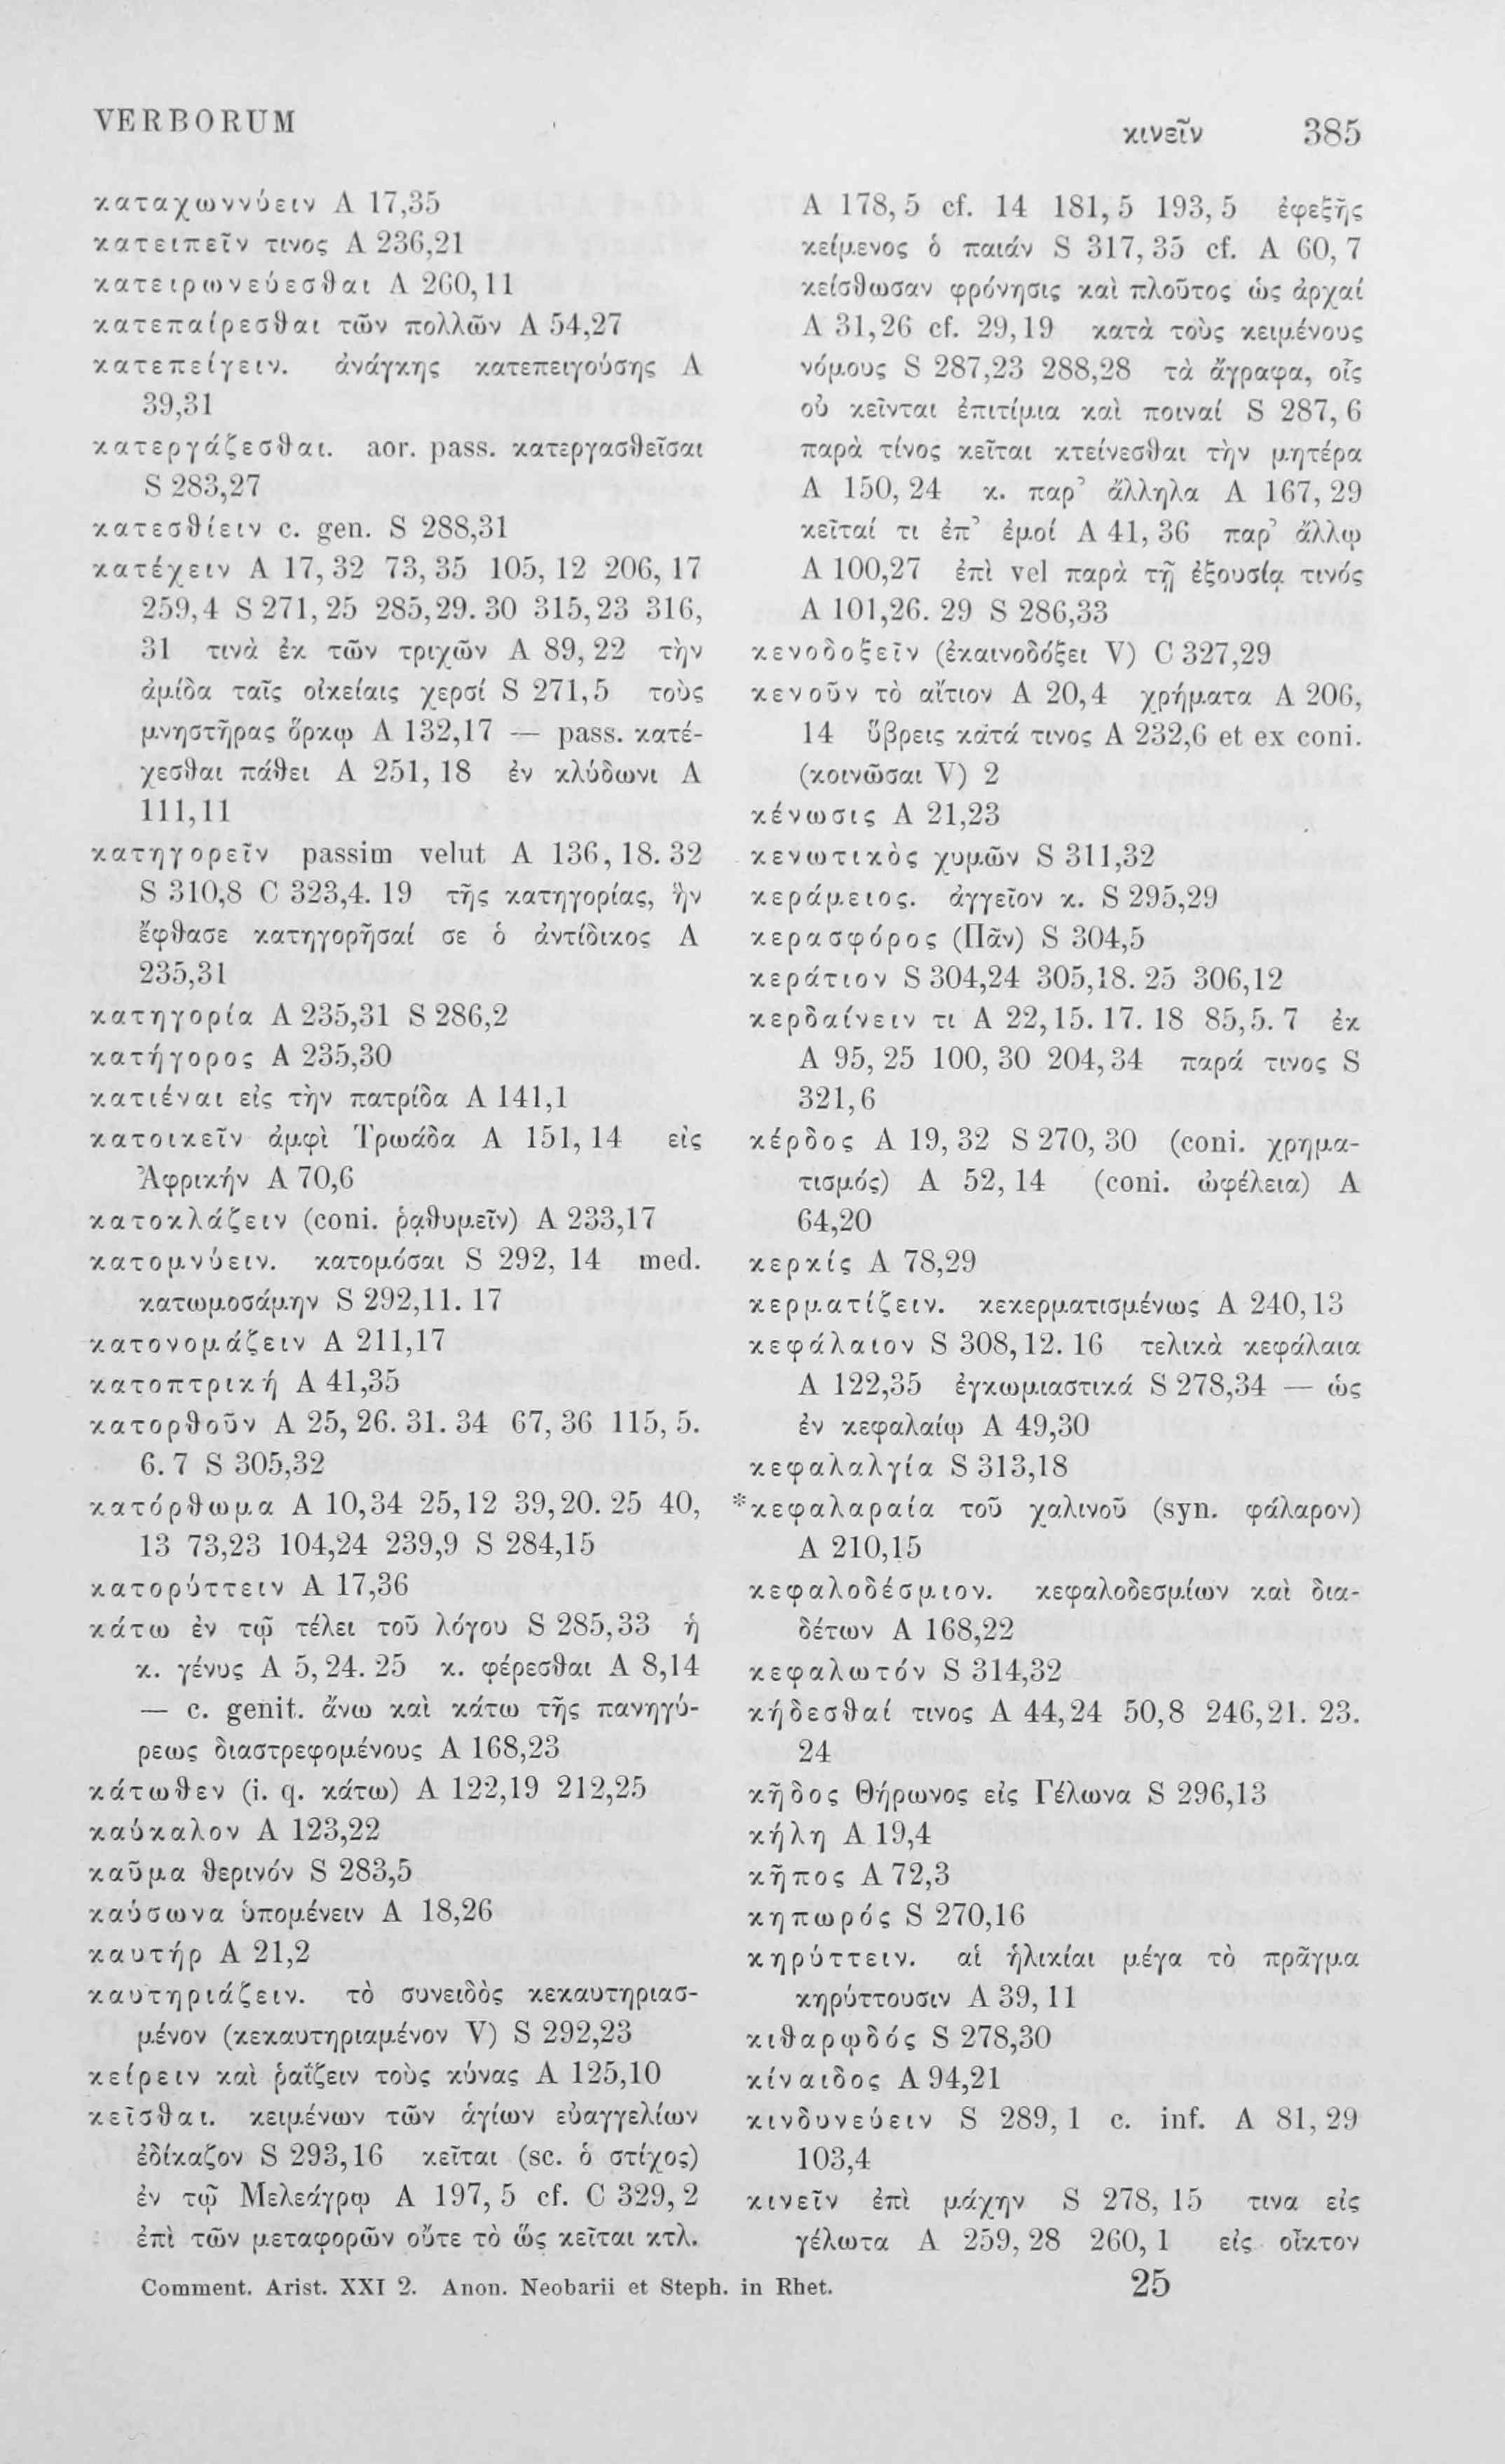 VERBORUM
κινεῖν 385
καταχωννύειν A 17,35
κατειπεῖν τινος A 236,21
κατειρωνεύεσθαι A 260,11
κατεπαίρεσθαι τῶν πολλῶν A 54,27
κατεπείγειν. ἀνάγκης κατεπειγούσης A
39,31
κατεργάζεσθαι. aor. pass. κατεργασθεῖσαι
S 283,27
κατεσθίειν c. gen. S 288,31
κατέχειν A 17,32 73,35 105,12 206,17
259,4 S 271,25 285,29. 30 315,23 316,
31 τινὰ ἐκ τῶν τριχῶν A 89,22 τὴν
ἀμίδα ταῖς οἰκείαις χερσί S 271,5 τοὺς
μνηστῆρας ὅρκῳ A 132,17 — pass. κατέ-
χεσθαι πάθει A 251,18 ἐν κλύδωνι A
111,11
κατηγορεῖν passim velut A 136,18. 32
S 310,8 C 323,4. 19 τῆς κατηγορίας, ἣν
ἔφθασε κατηγορῆσαί σε ὁ ἀντίδικος A
235,31
κατηγορία A 235,31 S 286,2
κατήγορος A 235,30
κατιέναι εἰς τὴν πατρίδα A 141,1
κατοικεῖν ἀμφὶ Τρωάδα A 151,14 εἰς
Ἀφρικήν A 70,6
κατοκλάζειν (coni. ῥᾳθυμεῖν) A 233,17
κατομνύειν. κατομόσαι S 292,14 med.
κατωμοσάμην S 292,11. 17
κατονομάζειν A 211,17
κατοπτρική A 41,35
κατορθοῦν A 25,26. 31. 34 67,36 115,5.
6. 7 S 305,32
κατόρθωμα A 10,34 25,12 39,20. 25 40,
13 73,23 104,24 239,9 S 284,15
κατορύττειν A 17,36
κάτω ἐν τῷ τέλει τοῦ λόγου S 285,33 ἡ
κ. γένυς A 5,24. 25 κ. φέρεσθαι A 8,14
— c. genit. ἄνω καὶ κάτω τῆς πανηγύ-
ρεως διαστρεφομένους A 168,23
κάτωθεν (i. q. κάτω) A 122,19 212,25
καύκαλον A 123,22
καῦμα θερινόν S 283,5
καύσωνα ὑπομένειν A 18,26
καυτήρ A 21,2
καυτηριάζειν. τὸ συνειδὸς κεκαυτηριασ-
μένον (κεκαυτηριαμένον V) S 292,23
κείρειν καὶ ῥαΐζειν τοὺς κύνας A 125,10
κεῖσθαι. κειμένων τῶν ἁγίων εὐαγγελίων
ἐδίκαζον S 293,16 κεῖται (sc. ὁ στίχος)
ἐν τῷ Μελεάγρῳ A 197,5 cf. C 329,2
ἐπὶ τῶν μεταφορῶν οὔτε τὸ ὥς κεῖται κτλ.
A 178,5 cf. 14 181,5 193,5 ἐφεξῆς
κείμενος ὁ παιάν S 317,35 cf. A 60,7
κείσθωσαν φρόνησις καὶ πλοῦτος ὡς ἀρχαί
A 31,26 cf. 29,19 κατὰ τοὺς κειμένους
νόμους S 287,23 288,28 τὰ ἄγραφα, οἷς
οὐ κεῖνται ἐπιτίμια καὶ ποιναί S 287,6
παρὰ τίνος κεῖται κτείνεσθαι τὴν μητέρα
A 150,24 κ. παρ’ ἄλληλα A 167,29
κεῖταί τι ἐπ’ ἐμοί A 41,36 παρ’ ἄλλῳ
A 100,27 ἐπὶ vel παρὰ τῇ ἐξουσίᾳ τινός
A 101,26. 29 S 286,33
κενοδοξεῖν (ἐκαινοδόξει V) C 327,29
κενοῦν τὸ αἴτιον A 20,4 χρήματα A 206,
14 ὕβρεις κατά τινος A 232,6 et ex coni.
(κοινῶσαι V) 2
κένωσις A 21,23
κενωτικὸς χυμῶν S 311,32
κεράμειος. ἀγγεῖον κ. S 295,29
κερασφόρος (Πᾶν) S 304,5
κεράτιον S 304,24 305,18. 25 306,12
κερδαίνειν τι A 22,15. 17. 18 85,5. 7 ἐκ
A 95,25 100,30 204,34 παρά τινος S
321,6
κέρδος A 19,32 S 270,30 (coni. χρημα-
τισμός) A 52,14 (coni. ὠφέλεια) A
64,20
κερκίς A 78,29
κερματίζειν. κεκερματισμένως A 240,13
κεφάλαιον S 308,12. 16 τελικὰ κεφάλαια
A 122,35 ἐγκωμιαστικά S 278,34 — ὡς
ἐν κεφαλαίῳ A 49,30
κεφαλαλγία S 313,18
*κεφαλαραία τοῦ χαλινοῦ (syn. φάλαρον)
A 210,15
κεφαλοδέσμιον. κεφαλοδεσμίων καὶ δια-
δέτων A 168,22
κεφαλωτόν S 314,32
κήδεσθαί τινος A 44,24 50,8 246,21. 23.
24
κῆδος Θήρωνος εἰς Γέλωνα S 296,13
κήλη A 19,4
κῆπος A 72,3
κηπωρός S 270,16
κηρύττειν. αἱ ἡλικίαι μέγα τὸ πρᾶγμα
κηρύττουσιν A 39,11
κιθαρῳδός S 278,30
κίναιδος A 94,21
κινδυνεύειν S 289,1 c. inf. A 81,29
103,4
κινεῖν ἐπὶ μάχην S 278,15 τινα εἰς
γέλωτα A 259,28 260,1 εἰς οἶκτον
Comment. Arist. XXI 2. Anon. Neobarii et Steph. in Rhet. 25